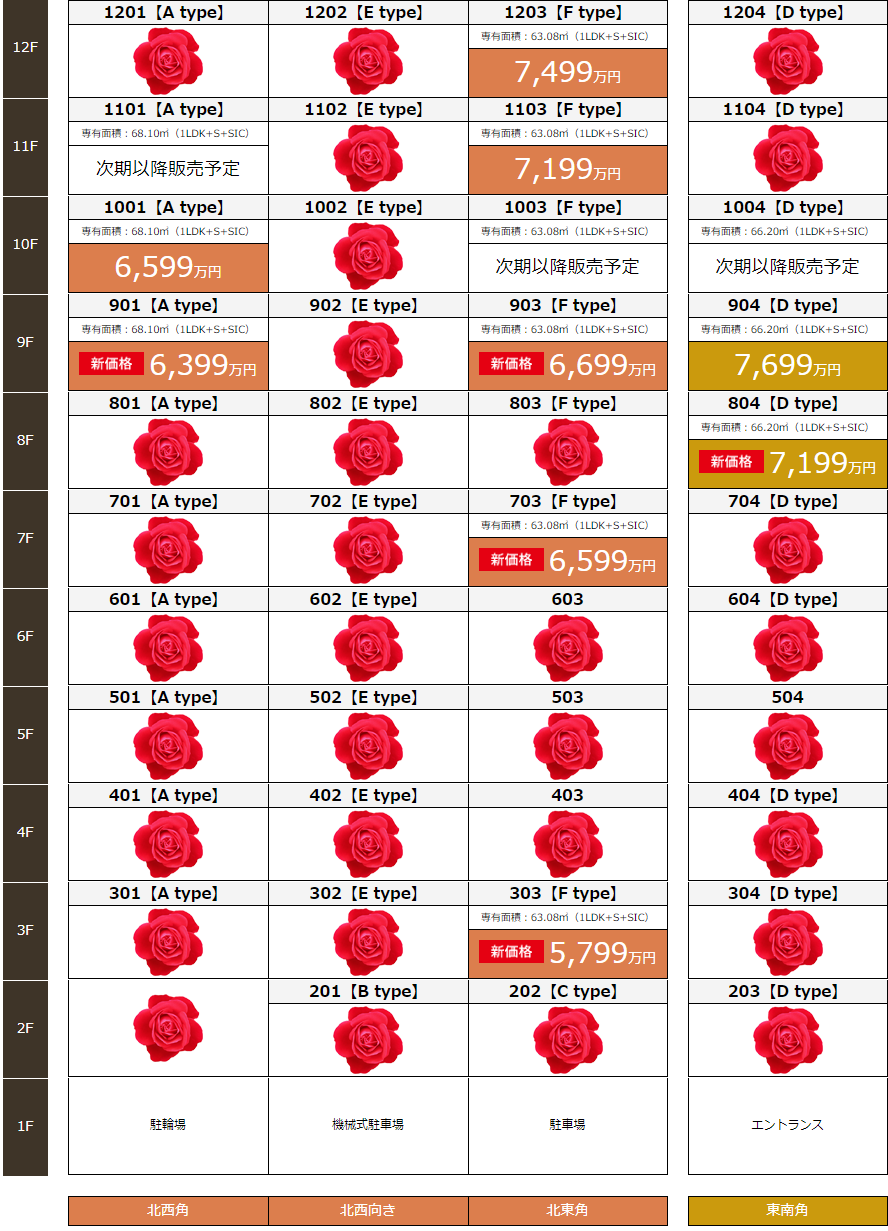 12F
1201【A type】
1202【E type】
1203【F type】
専有面積：63.08㎡（1LDK+S+SIC）
7,499万円
1204【D type】
11F
1101【A type】
専有面積：68.10㎡（1LDK+S+SIC）
次期以降販売予定
1102【E type】
1103【F type】
専有面積：63.08㎡（1LDK+S+SIC）
7,199万円
1104【D type】
10F
1001【A type】
専有面積：68.10㎡（1LDK+S+SIC）
6,599万円
1002【E type】
1003【F type】
専有面積：63.08㎡（1LDK+S+SIC）
次期以降販売予定
1004【D type】
専有面積：66.20㎡（1LDK+S+SIC）
次期以降販売予定
9F
901【A type】
専有面積：68.10㎡（1LDK+S+SIC）
新価格 6,399万円
902【E type】
903【F type】
専有面積：63.08㎡（1LDK+S+SIC）
新価格 6,699万円
904【D type】
専有面積：66.20㎡（1LDK+S+SIC）
7,699万円
8F
801【A type】
802【E type】
803【F type】
804【D type】
専有面積：66.20㎡（1LDK+S+SIC）
新価格 7,199万円
7F
701【A type】
702【E type】
703【F type】
専有面積：63.08㎡（1LDK+S+SIC）
新価格 6,599万円
704【D type】
6F
601【A type】
602【E type】
603
604【D type】
5F
501【A type】
502【E type】
503
504
4F
401【A type】
402【E type】
403
404【D type】
3F
301【A type】
302【E type】
303【F type】
専有面積：63.08㎡（1LDK+S+SIC）
新価格 5,799万円
304【D type】
2F
201【B type】
202【C type】
203【D type】
1F
駐輪場
機械式駐車場
駐車場
エントランス
北西角
北西向き
北東角
東南角